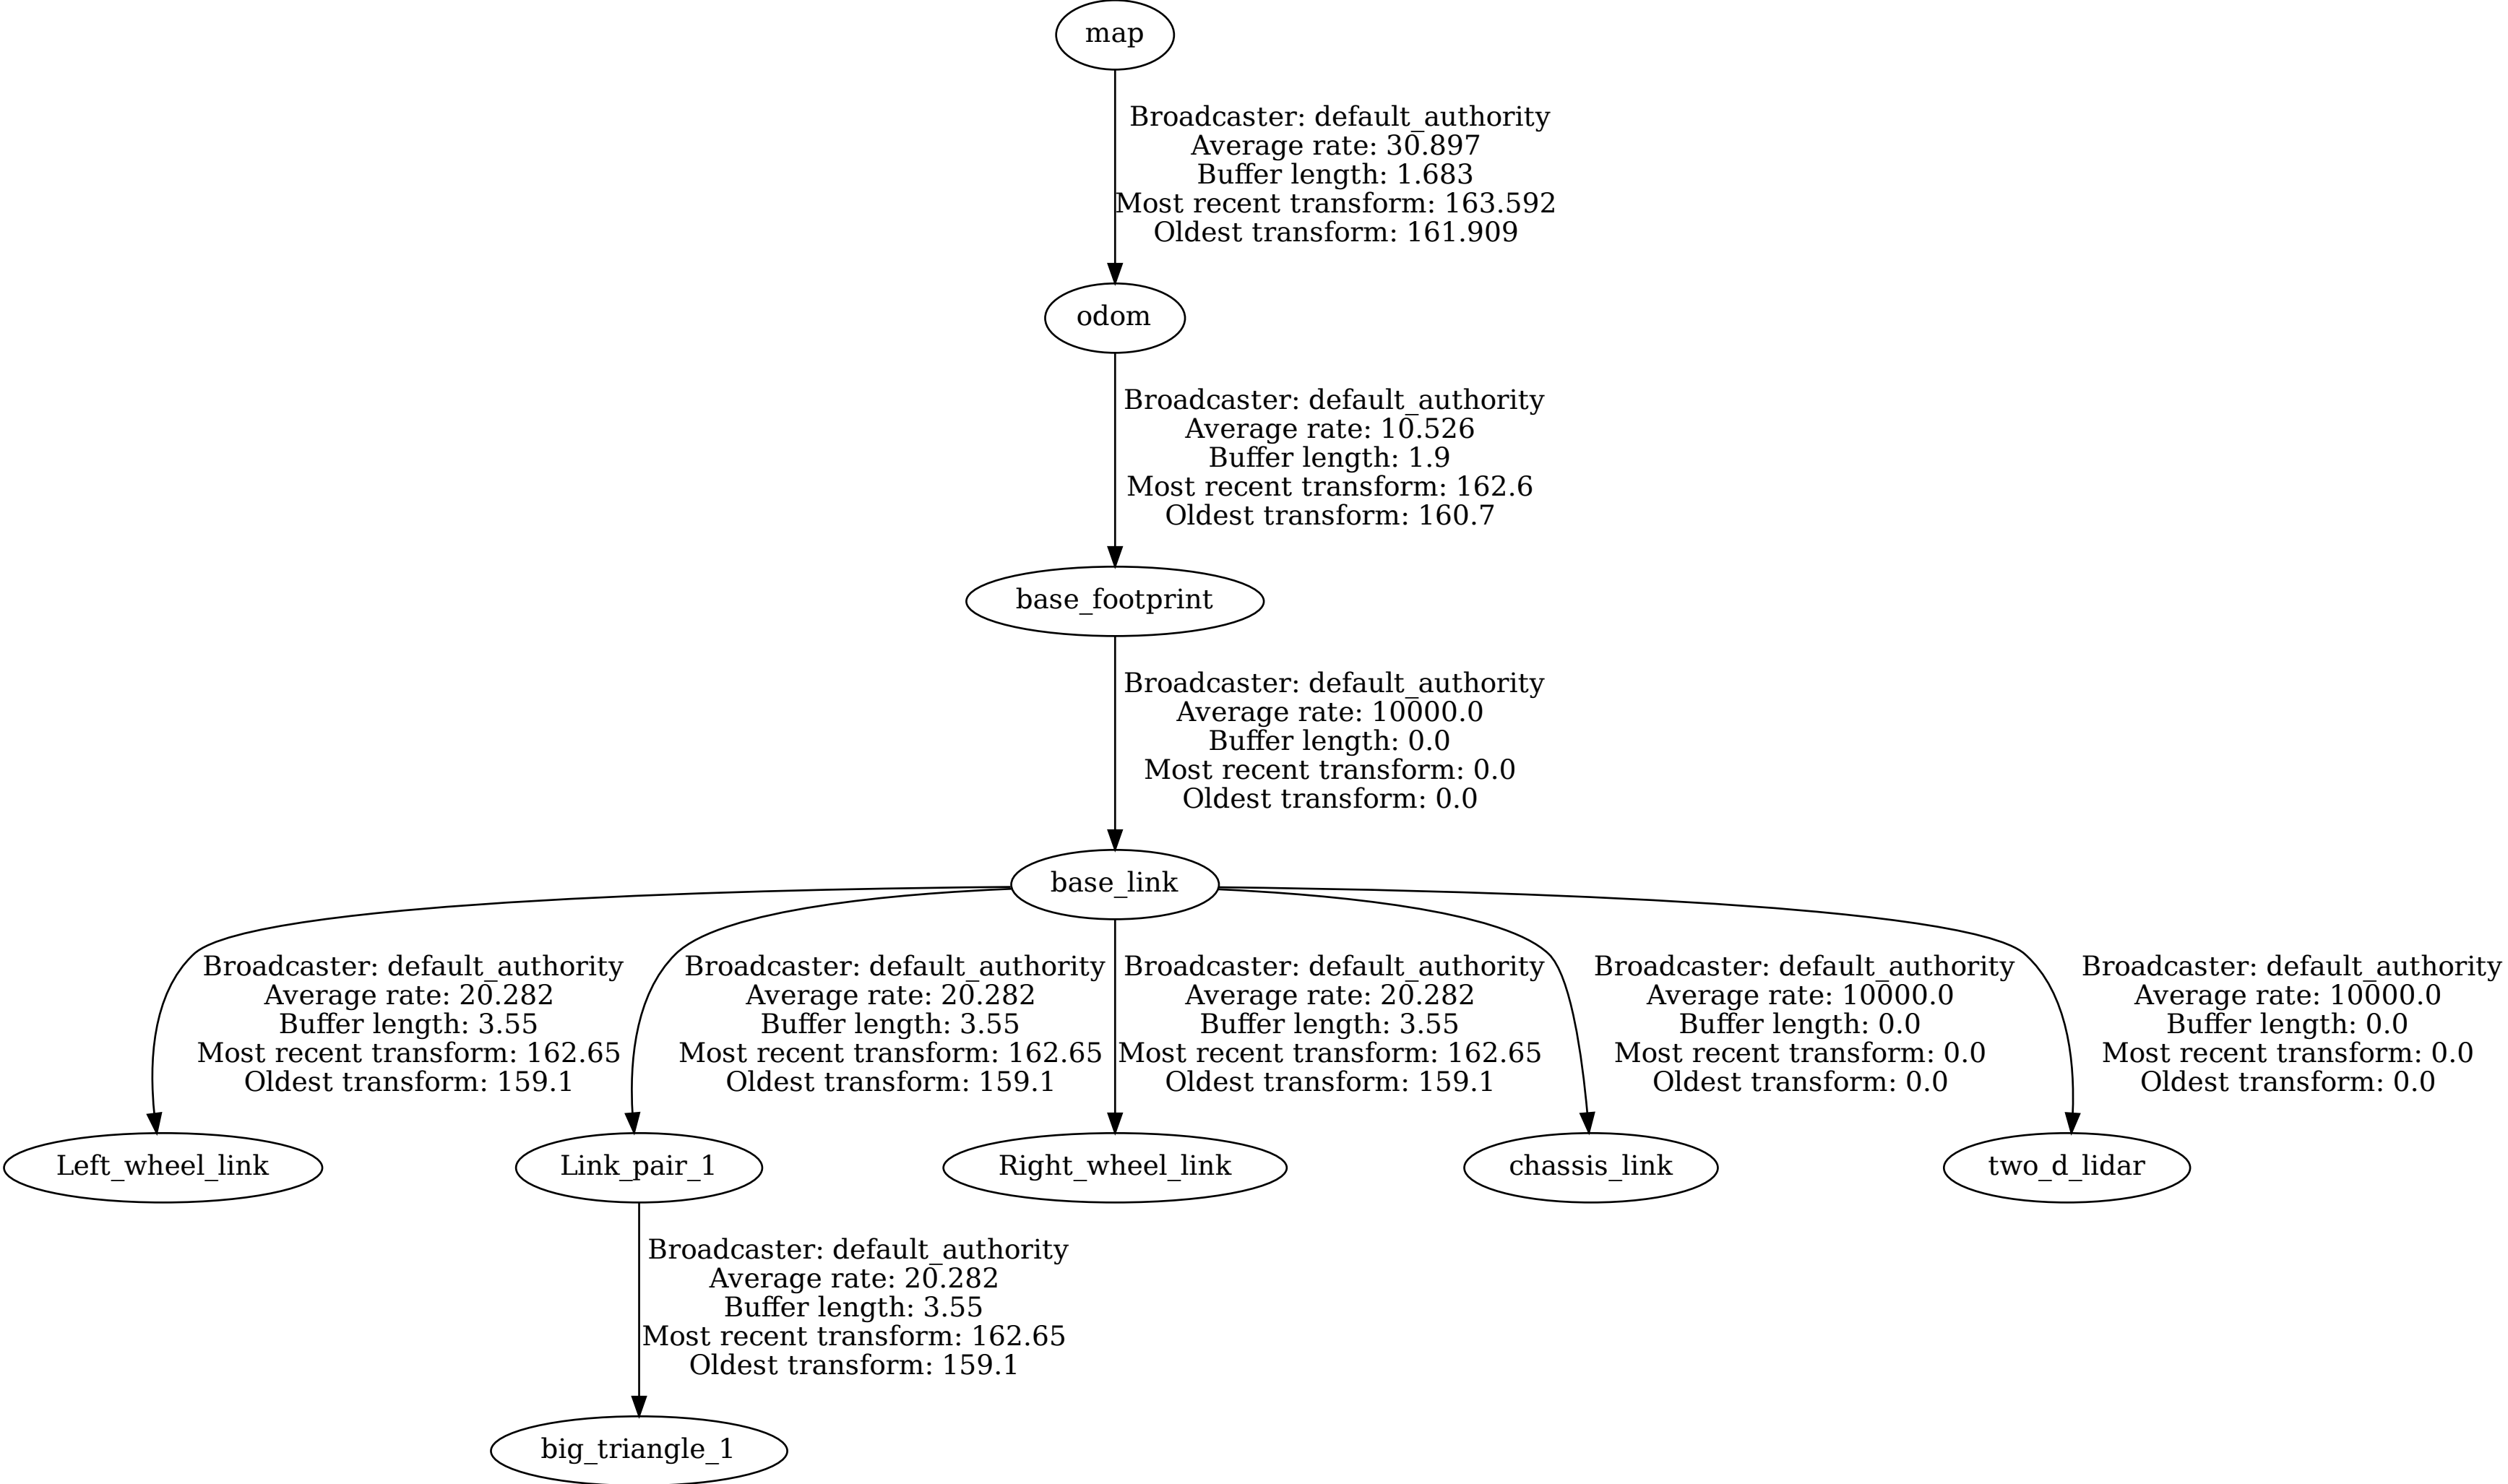 map
Broadcaster: default_authority
Average rate: 30.897
Buffer length: 1.683
Most recent transform: 163.592
Oldest transform: 161.909
odom
Broadcaster: default_authority
Average rate: 10.526
Buffer length: 1.9
Most recent transform: 162.6
Oldest transform: 160.7
base_footprint
Broadcaster: default_authority
Average rate: 10000.0
Buffer length: 0.0
Most recent transform: 0.0
Oldest transform: 0.0
base_link
Broadcaster: default_authority
Average rate: 20.282
Buffer length: 3.55
Most recent transform: 162.65
Oldest transform: 159.1
Broadcaster: default_authority
Average rate: 20.282
Buffer length: 3.55
Most recent transform: 162.65
Oldest transform: 159.1
Broadcaster: default_authority
Average rate: 20.282
Buffer length: 3.55
Most recent transform: 162.65
Oldest transform: 159.1
Broadcaster: default_authority
Average rate: 10000.0
Buffer length: 0.0
Most recent transform: 0.0
Oldest transform: 0.0
Broadcaster: default_authority
Average rate: 10000.0
Buffer length: 0.0
Most recent transform: 0.0
Oldest transform: 0.0
Left_wheel_link
Link_pair_1
Right_wheel_link
chassis_link
two_d_lidar
Broadcaster: default_authority
Average rate: 20.282
Buffer length: 3.55
Most recent transform: 162.65
Oldest transform: 159.1
big_triangle_1